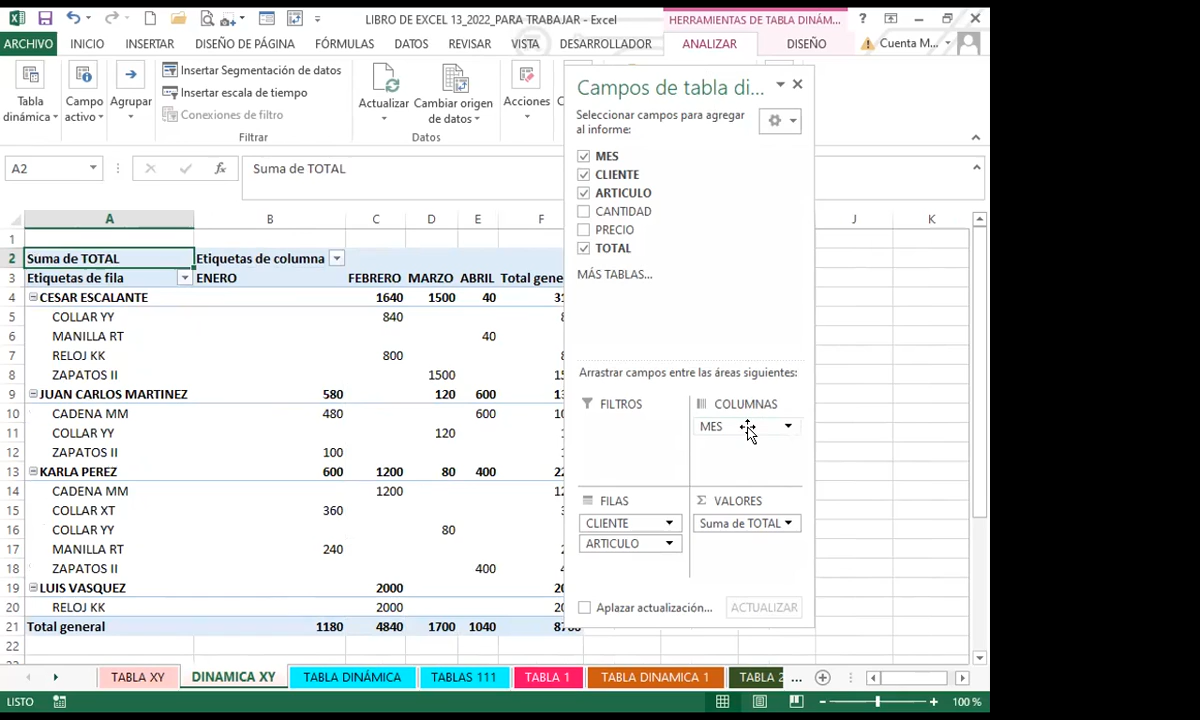 LIBRO DE EXCEL 13_2022_PARA TRABAJAR - Excel
HERRAMIENTAS DE TABLA DINÁM...
ARCHIVO INICIO INSERTAR DISEÑO DE PÁGINA FÓRMULAS DATOS REVISAR VISTA DESARROLLADOR ANALIZAR DISEÑO Cuenta M...
Tabla dinámica
Campo activo
Agrupar
Insertar Segmentación de datos
Insertar escala de tiempo
Conexiones de filtro
Filtrar
Actualizar
Cambiar origen de datos
Datos
Acciones
A2 fx Suma de TOTAL
A B C D E F J K
1
2 Suma de TOTAL Etiquetas de columna
3 Etiquetas de fila ENERO FEBRERO MARZO ABRIL Total gene
4 CESAR ESCALANTE 1640 1500 40
5 COLLAR YY 840
6 MANILLA RT 40
7 RELOJ KK 800
8 ZAPATOS II 1500
9 JUAN CARLOS MARTINEZ 580 120 600
10 CADENA MM 480 600
11 COLLAR YY 120
12 ZAPATOS II 100
13 KARLA PEREZ 600 1200 80 400
14 CADENA MM 1200
15 COLLAR XT 360
16 COLLAR YY 80
17 MANILLA RT 240
18 ZAPATOS II 400
19 LUIS VASQUEZ 2000
20 RELOJ KK 2000
21 Total general 1180 4840 1700 1040
22
Campos de tabla di...
Seleccionar campos para agregar
al informe:
MES
CLIENTE
ARTICULO
CANTIDAD
PRECIO
TOTAL
MÁS TABLAS...
Arrastrar campos entre las áreas siguientes:
FILTROS COLUMNAS
MES
FILAS Σ VALORES
CLIENTE Suma de TOTAL
ARTICULO
Aplazar actualización... ACTUALIZAR
TABLA XY DINAMICA XY TABLA DINÁMICA TABLAS 111 TABLA 1 TABLA DINAMICA 1 TABLA 2 ...
LISTO 100 %